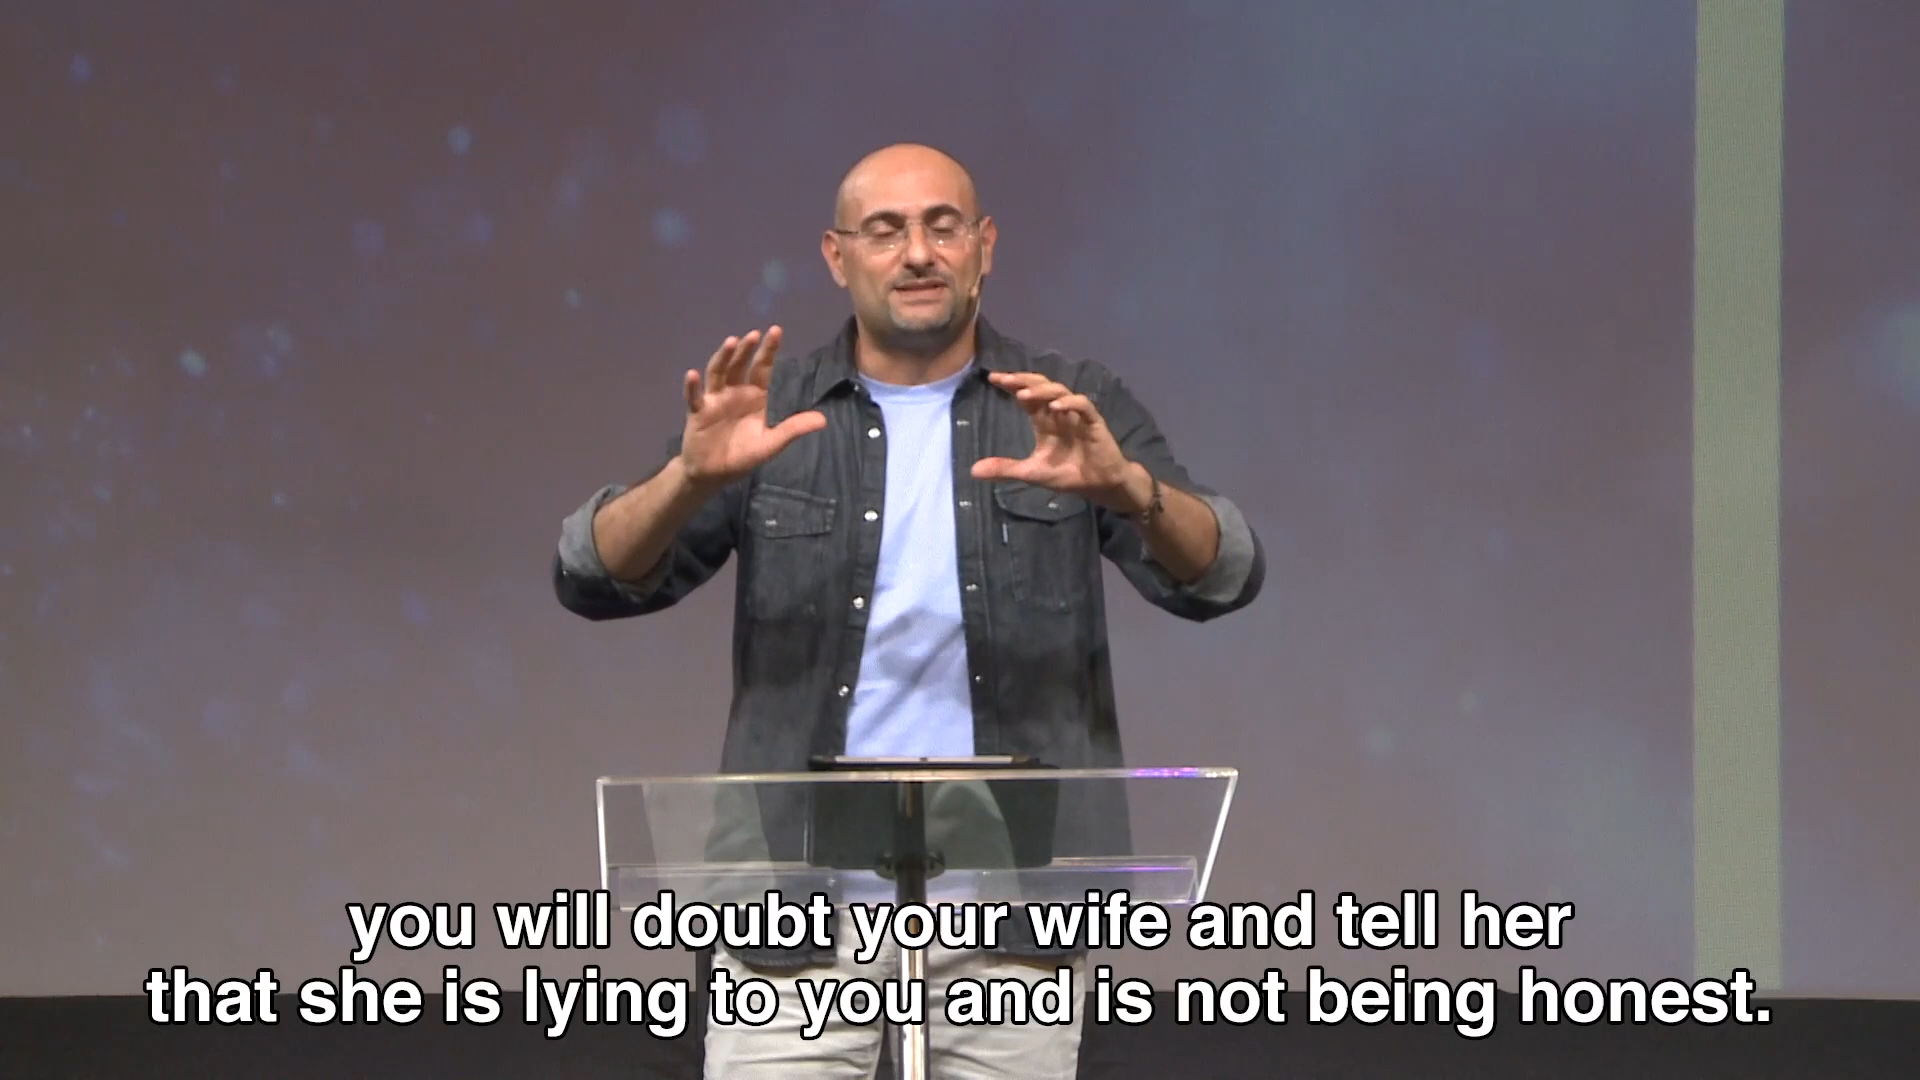 you will doubt your wife and tell her
that she is lying to you and is not being honest.